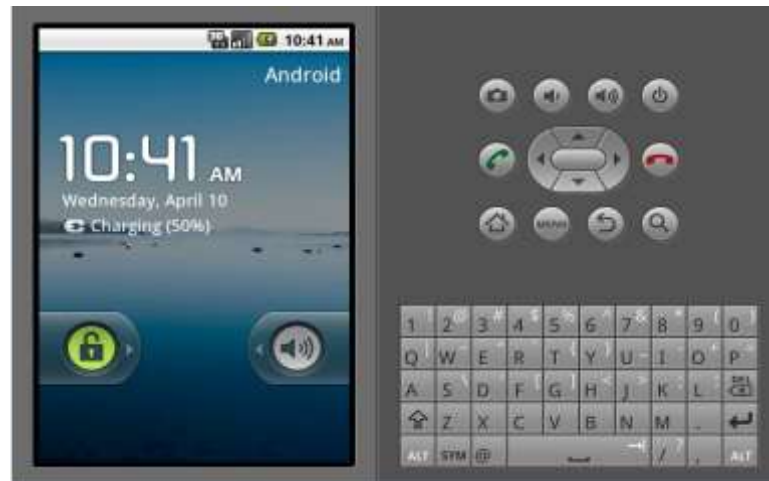 10:41 AM
Android
10:41 AM
Wednesday, April 10
Charging (50%)
MENU
1 2 @ 3 # 4 $ 5 % 6 ^ 7 & 8 * 9 ( 0 )
Q W E R T Y U I O P
A S D F G H J K L DEL
Z X C V B N M .
ALT SYM @ / ? , ALT